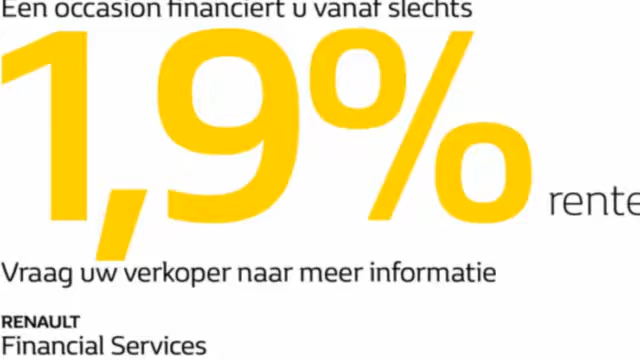 Een occasion financiert u vanaf slechts
1,9% rente
Vraag uw verkoper naar meer informatie
RENAULT
Financial Services